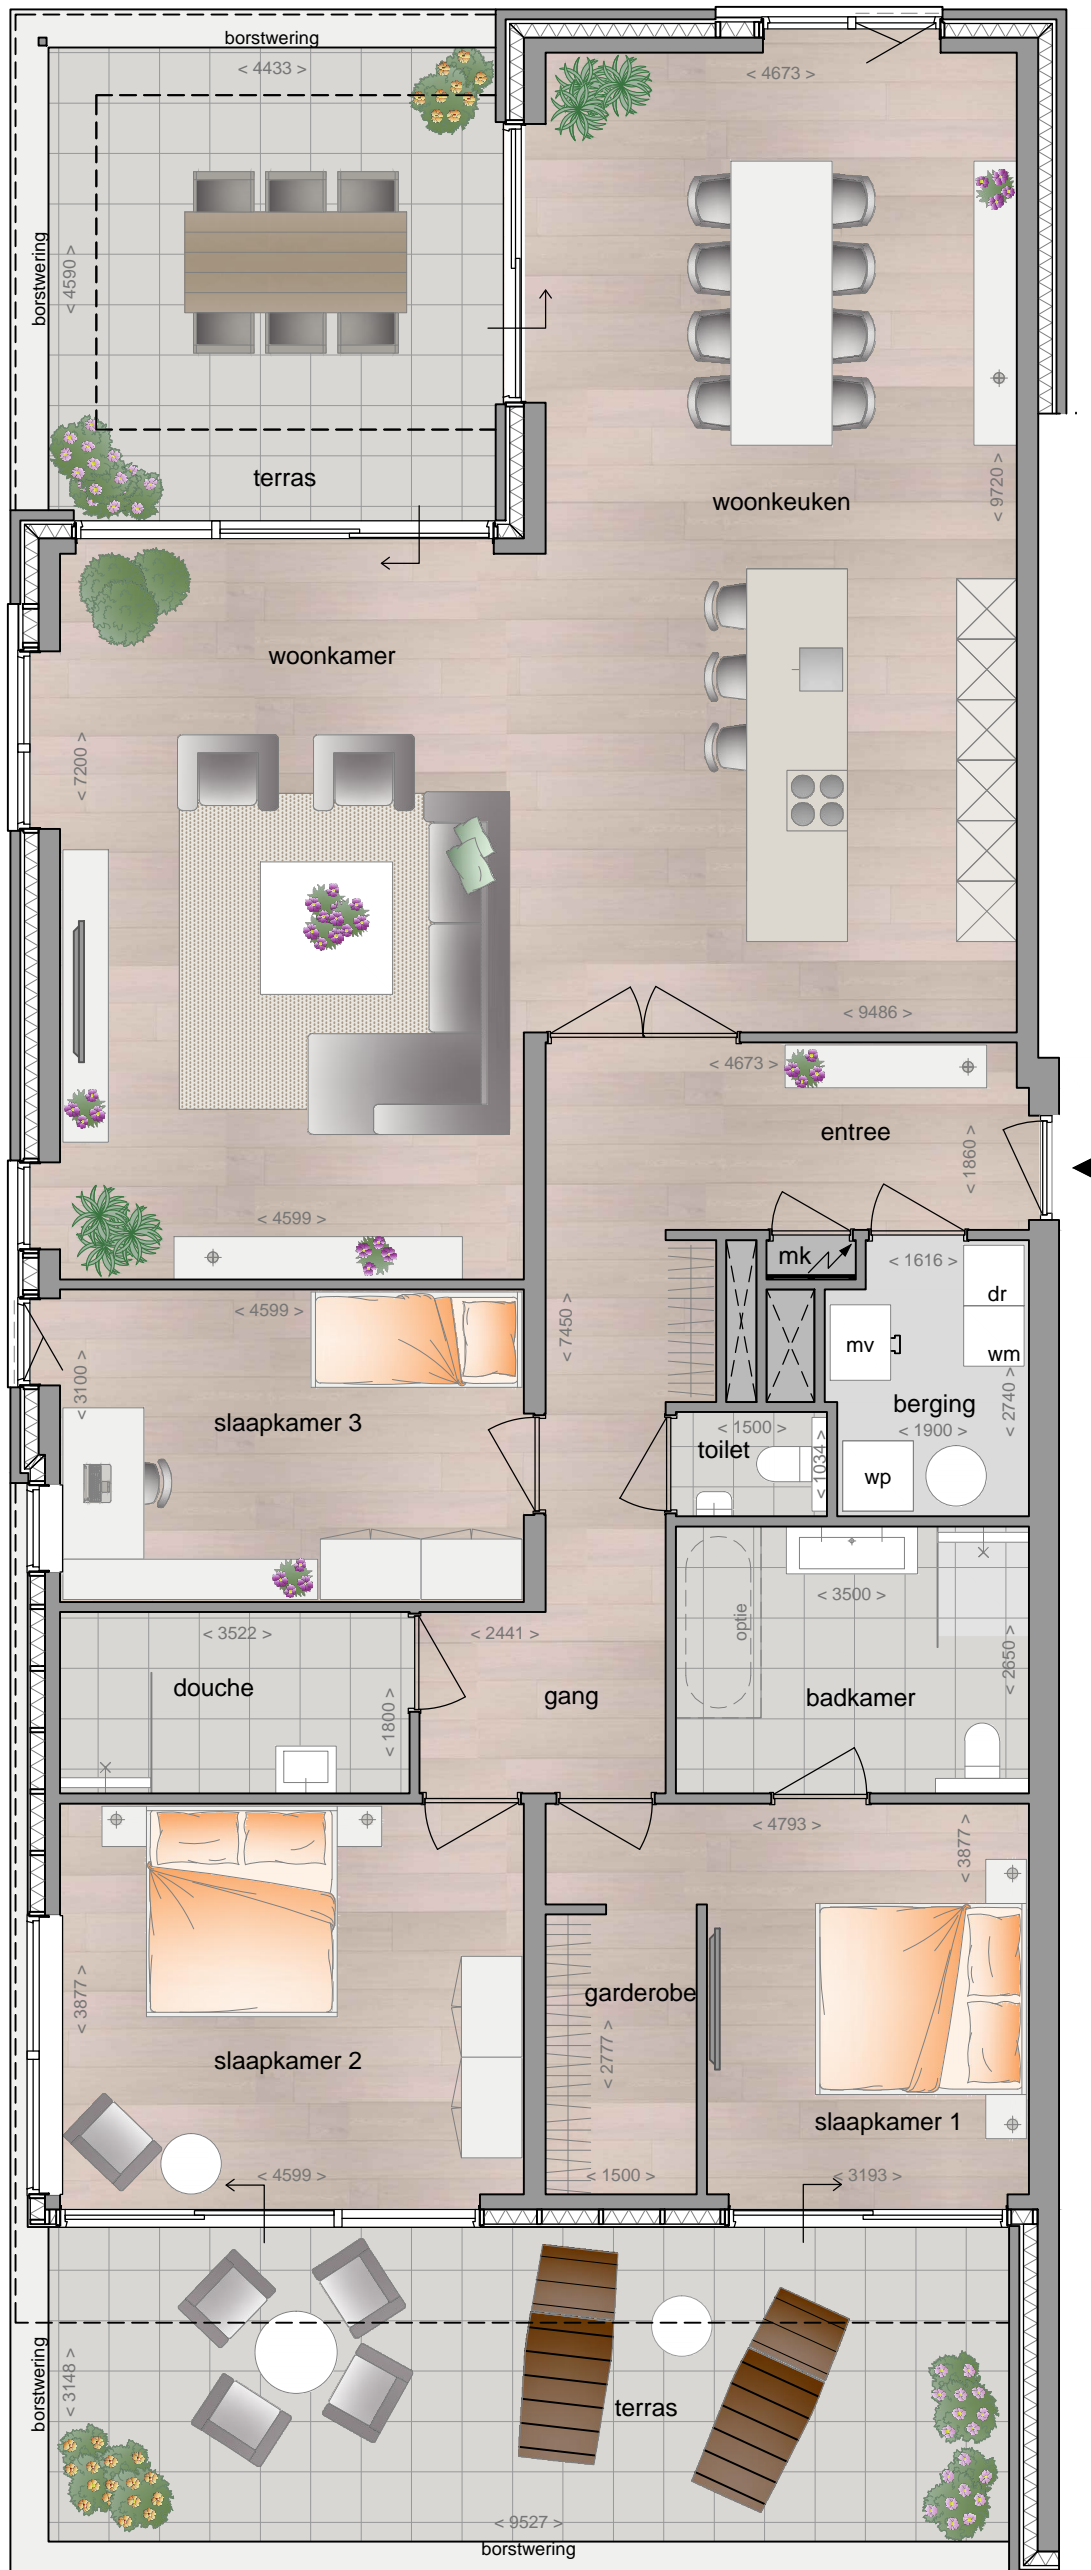 borstwering
< 4433 >
< 4673 >
borstwering
< 4590 >
terras
woonkeuken
< 9720 >
woonkamer
< 7200 >
< 9486 >
< 4673 >
entree
< 1860 >
< 4599 >
mk
< 1616 >
dr
wm
mv
< 4599 >
< 7450 >
< 3100 >
slaapkamer 3
berging
< 2740 >
< 1900 >
< 1500 >
toilet
< 1034 >
wp
< 3522 >
< 2441 >
< 3500 >
optie
< 2650 >
douche
< 1800 >
gang
badkamer
< 4793 >
< 3877 >
garderobe
< 3877 >
< 2777 >
slaapkamer 2
slaapkamer 1
< 4599 >
< 1500 >
< 3193 >
borstwering
< 3148 >
terras
< 9527 >
borstwering